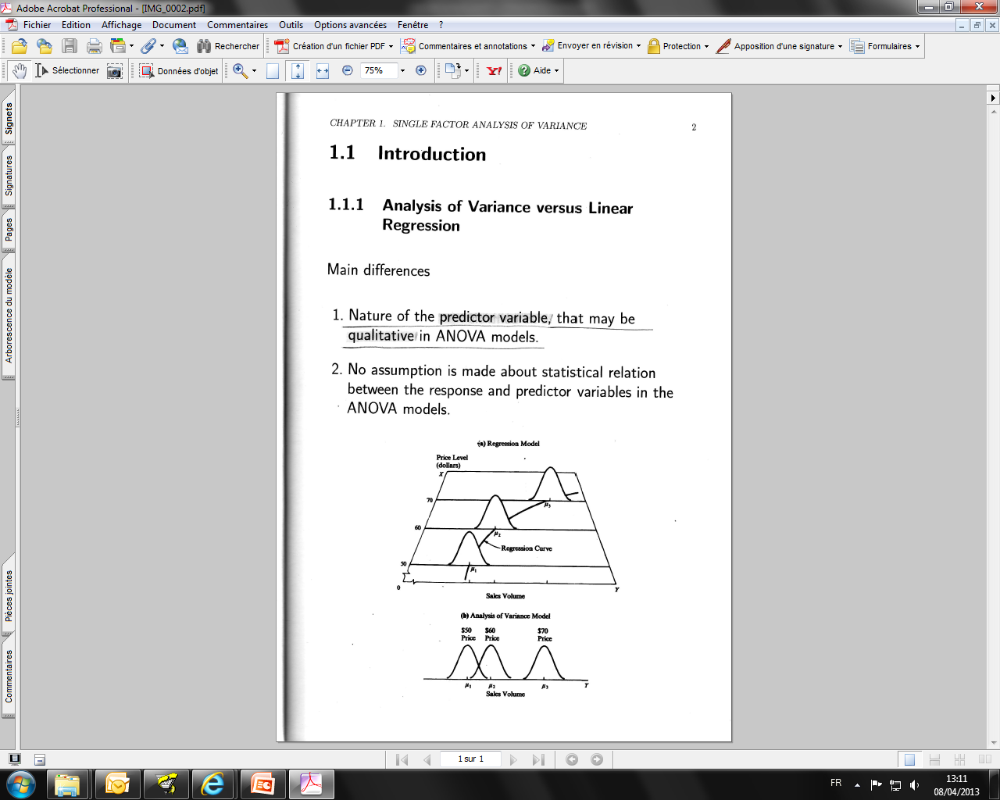 Adobe Acrobat Professional - [IMG_0002.pdf]
Fichier Edition Affichage Document Commentaires Outils Options avancées Fenêtre ?
Rechercher Création d'un fichier PDF Commentaires et annotations Envoyer en révision Protection Apposition d'une signature Formulaires
Sélectionner Données d'objet 75% Y! Aide
Signets
Signatures
Pages
Arborescence du modèle
Pièces jointes
Commentaires
CHAPTER 1. SINGLE FACTOR ANALYSIS OF VARIANCE 2
1.1 Introduction
1.1.1 Analysis of Variance versus Linear
Regression
Main differences
1. Nature of the predictor variable, that may be
qualitative in ANOVA models.
2. No assumption is made about statistical relation
between the response and predictor variables in the
ANOVA models.
(a) Regression Model
Price Level
(dollars)
X
70
μ3
60
μ2
Regression Curve
50
μ1
0
Y
Sales Volume
(b) Analysis of Variance Model
$50 $60 $70
Price Price Price
μ1 μ2 μ3 Y
Sales Volume
1 sur 1
FR
13:11
08/04/2013